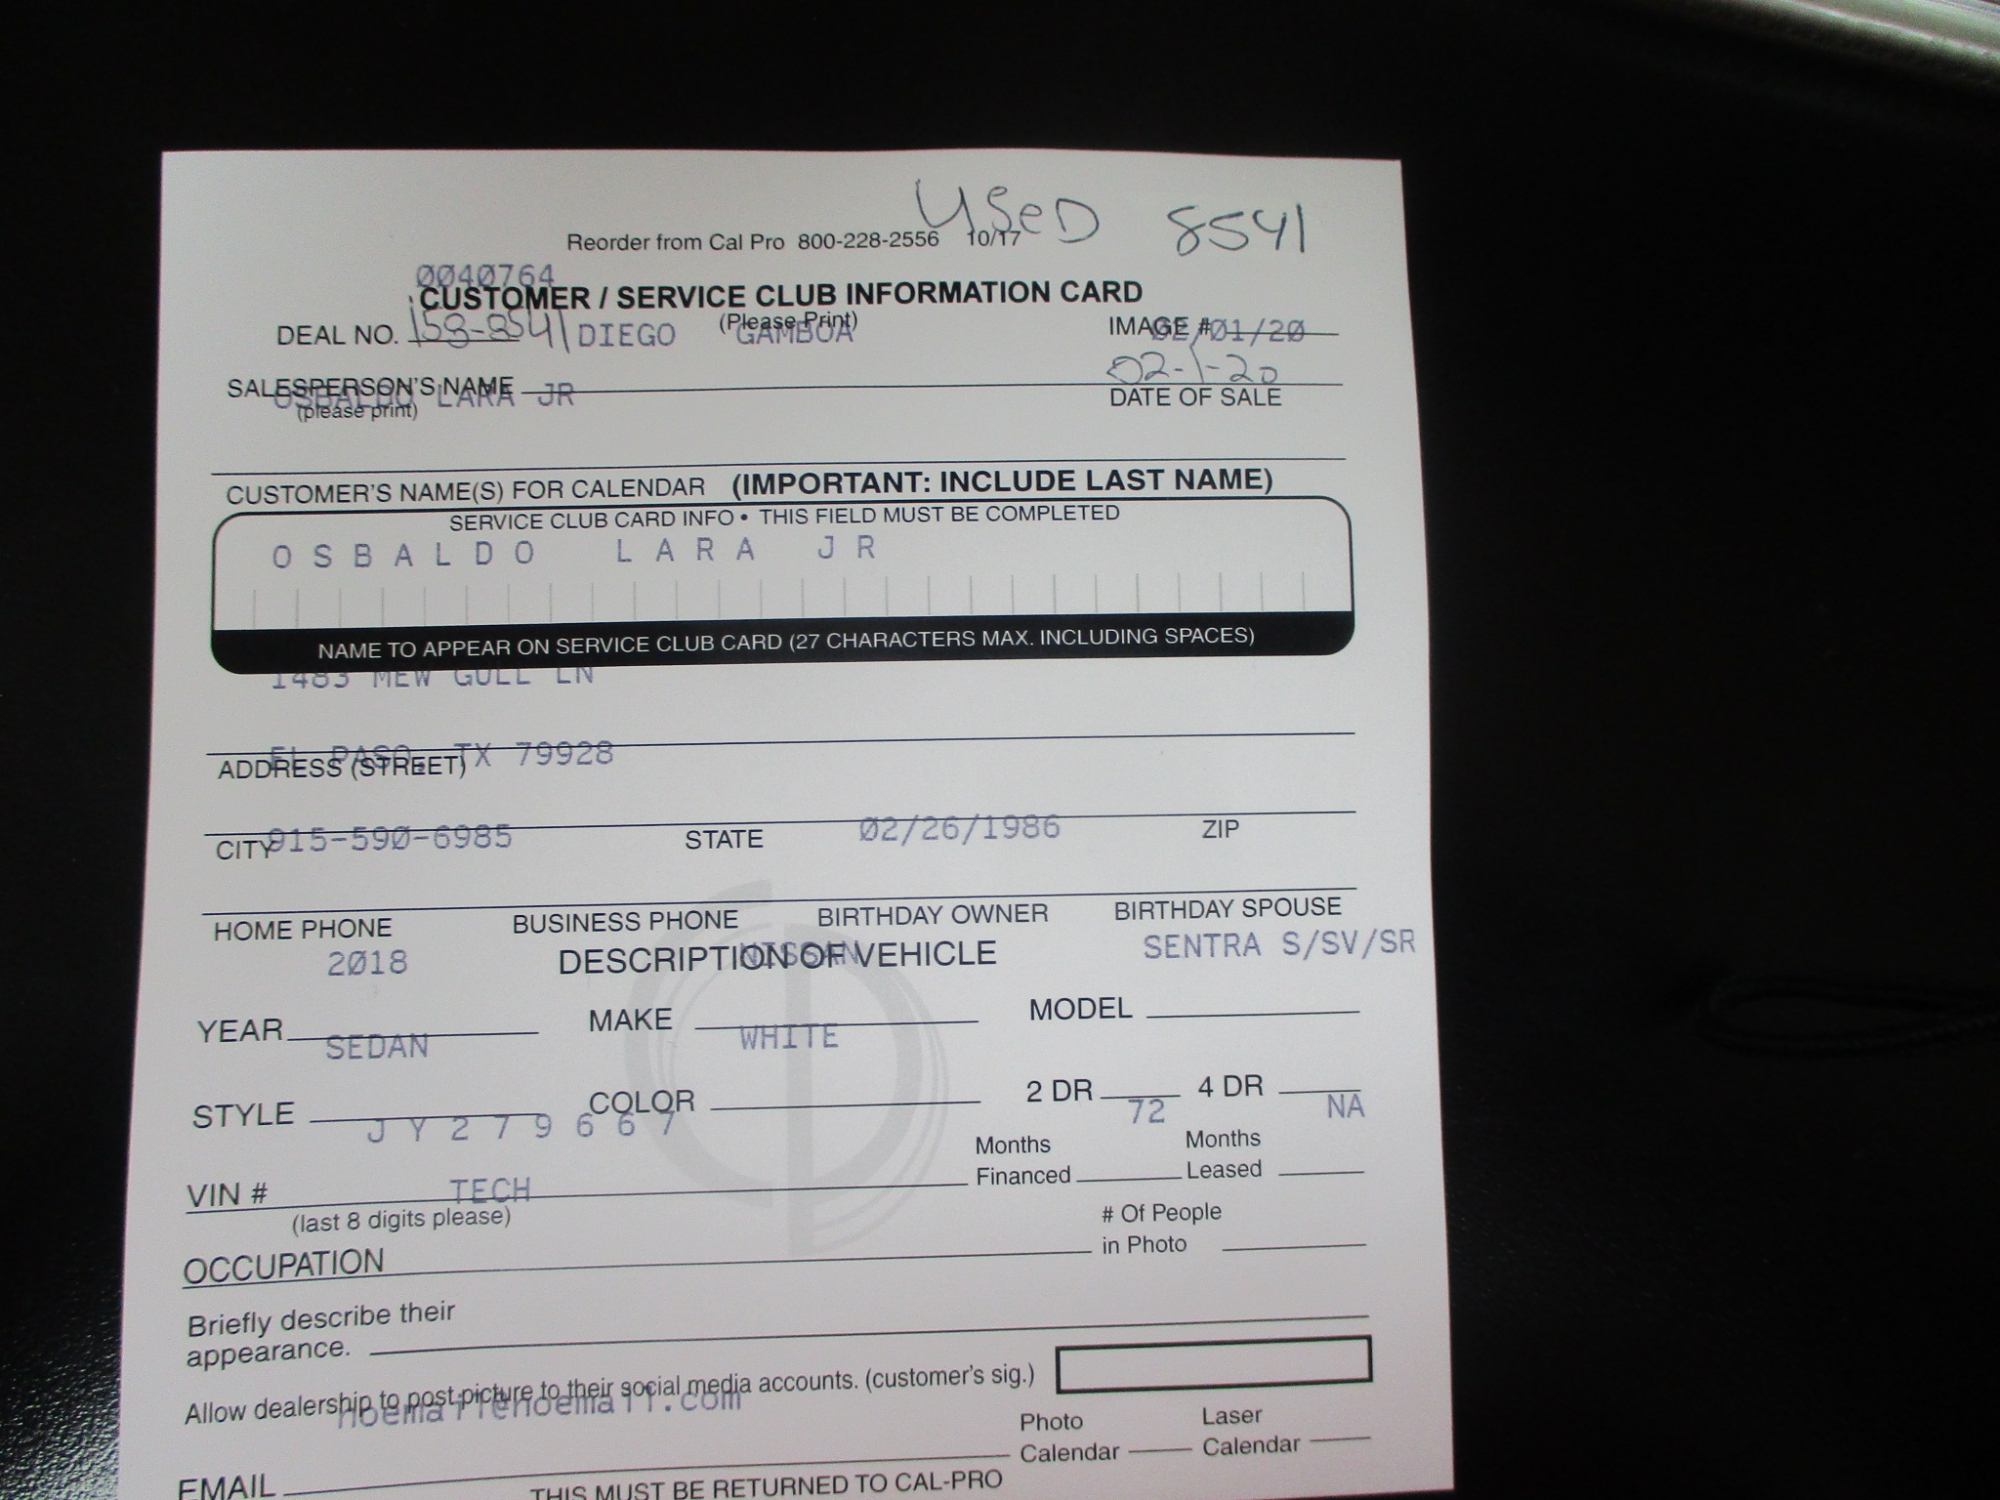 USeD 8541
Reorder from Cal Pro 800-228-2556 10/17
0040764
CUSTOMER / SERVICE CLUB INFORMATION CARD
(Please Print)
DEAL NO. 158-8541 DIEGO GAMBOA IMAGE # 02/01/20
02-1-20
SALESPERSON'S NAME
OSBALDO LARA JR
(please print)
DATE OF SALE
CUSTOMER'S NAME(S) FOR CALENDAR (IMPORTANT: INCLUDE LAST NAME)
SERVICE CLUB CARD INFO • THIS FIELD MUST BE COMPLETED
OSBALDO LARA JR
NAME TO APPEAR ON SERVICE CLUB CARD (27 CHARACTERS MAX. INCLUDING SPACES)
1483 MEW GULL LN
EL PASO, TX 79928
ADDRESS (STREET)
915-590-6985 02/26/1986
CITY STATE ZIP
HOME PHONE BUSINESS PHONE BIRTHDAY OWNER BIRTHDAY SPOUSE
DESCRIPTION OF VEHICLE
2018 NISSAN SENTRA S/SV/SR
YEAR MAKE MODEL
SEDAN WHITE
STYLE COLOR 2 DR 4 DR
JY279667 72 NA
VIN # Months Financed Months Leased
TECH
(last 8 digits please)
OCCUPATION # Of People in Photo
Briefly describe their
appearance.
Allow dealership to post picture to their social media accounts. (customer's sig.)
Photo Calendar Laser Calendar
EMAIL
THIS MUST BE RETURNED TO CAL-PRO